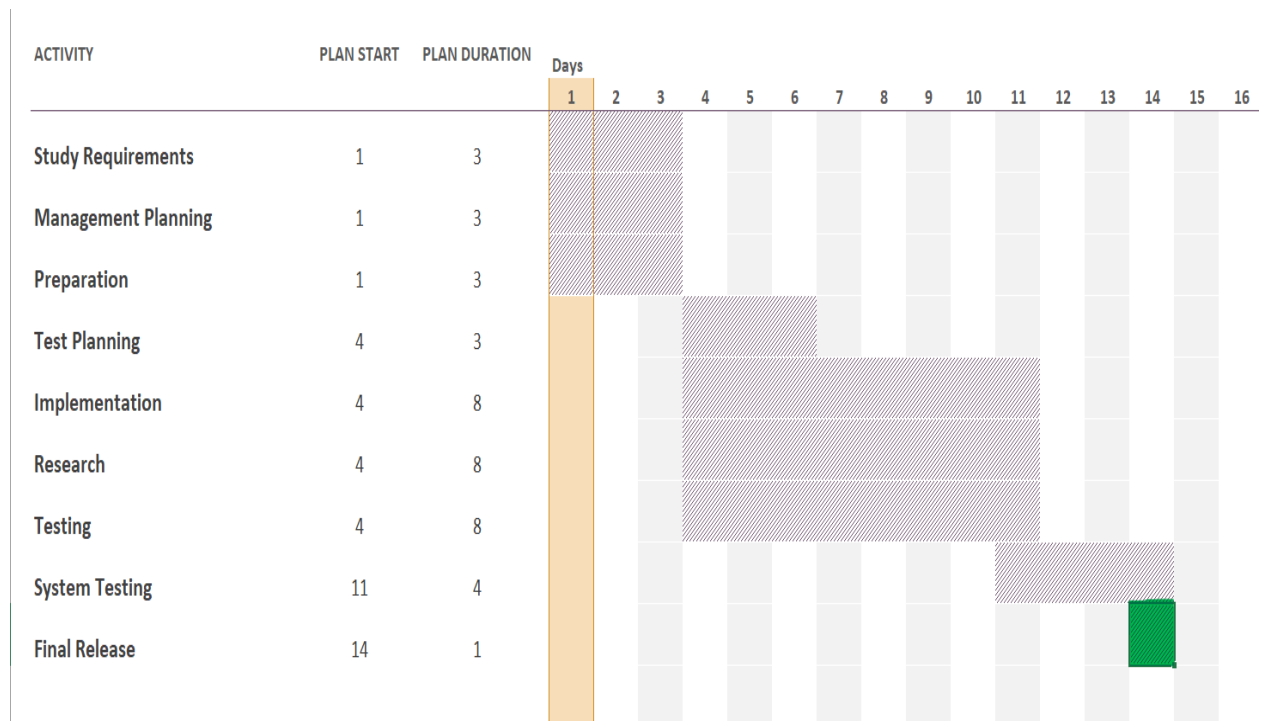 ACTIVITY PLAN START PLAN DURATION
Days
1 2 3 4 5 6 7 8 9 10 11 12 13 14 15 16
Study Requirements 1 3
Management Planning 1 3
Preparation 1 3
Test Planning 4 3
Implementation 4 8
Research 4 8
Testing 4 8
System Testing 11 4
Final Release 14 1